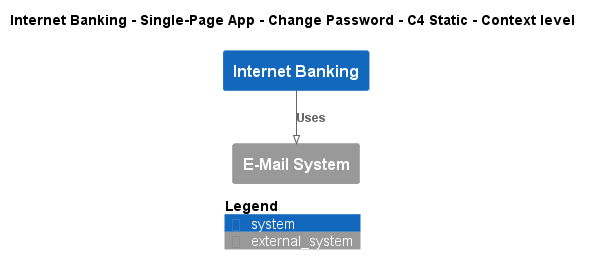 Internet Banking - Single-Page App - Change Password - C4 Static - Context level
Internet Banking
Uses
E-Mail System
Legend
system
external_system